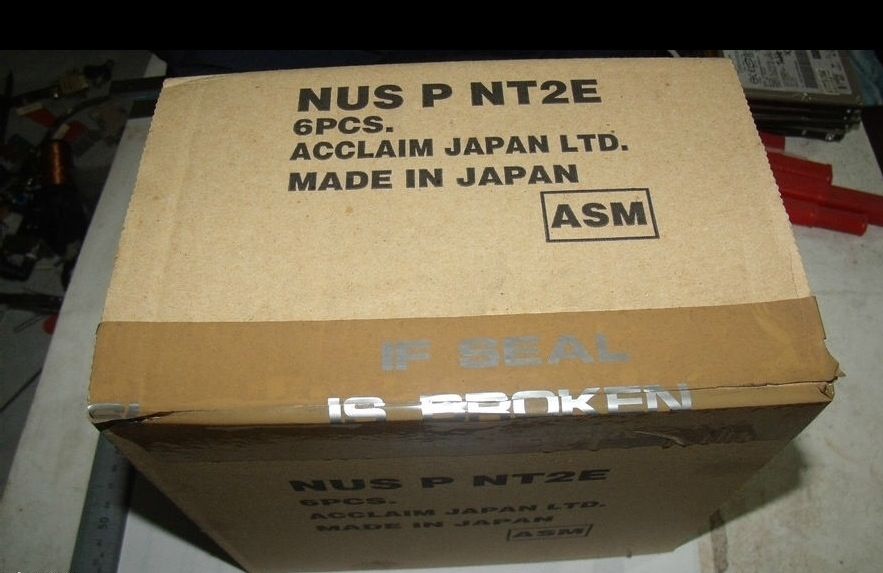 NUS P NT2E
6PCS.
ACCLAIM JAPAN LTD.
MADE IN JAPAN
ASM
IF SEAL
IS BROKEN
NUS P NT2E
6PCS.
ACCLAIM JAPAN LTD.
MADE IN JAPAN
ASM
50